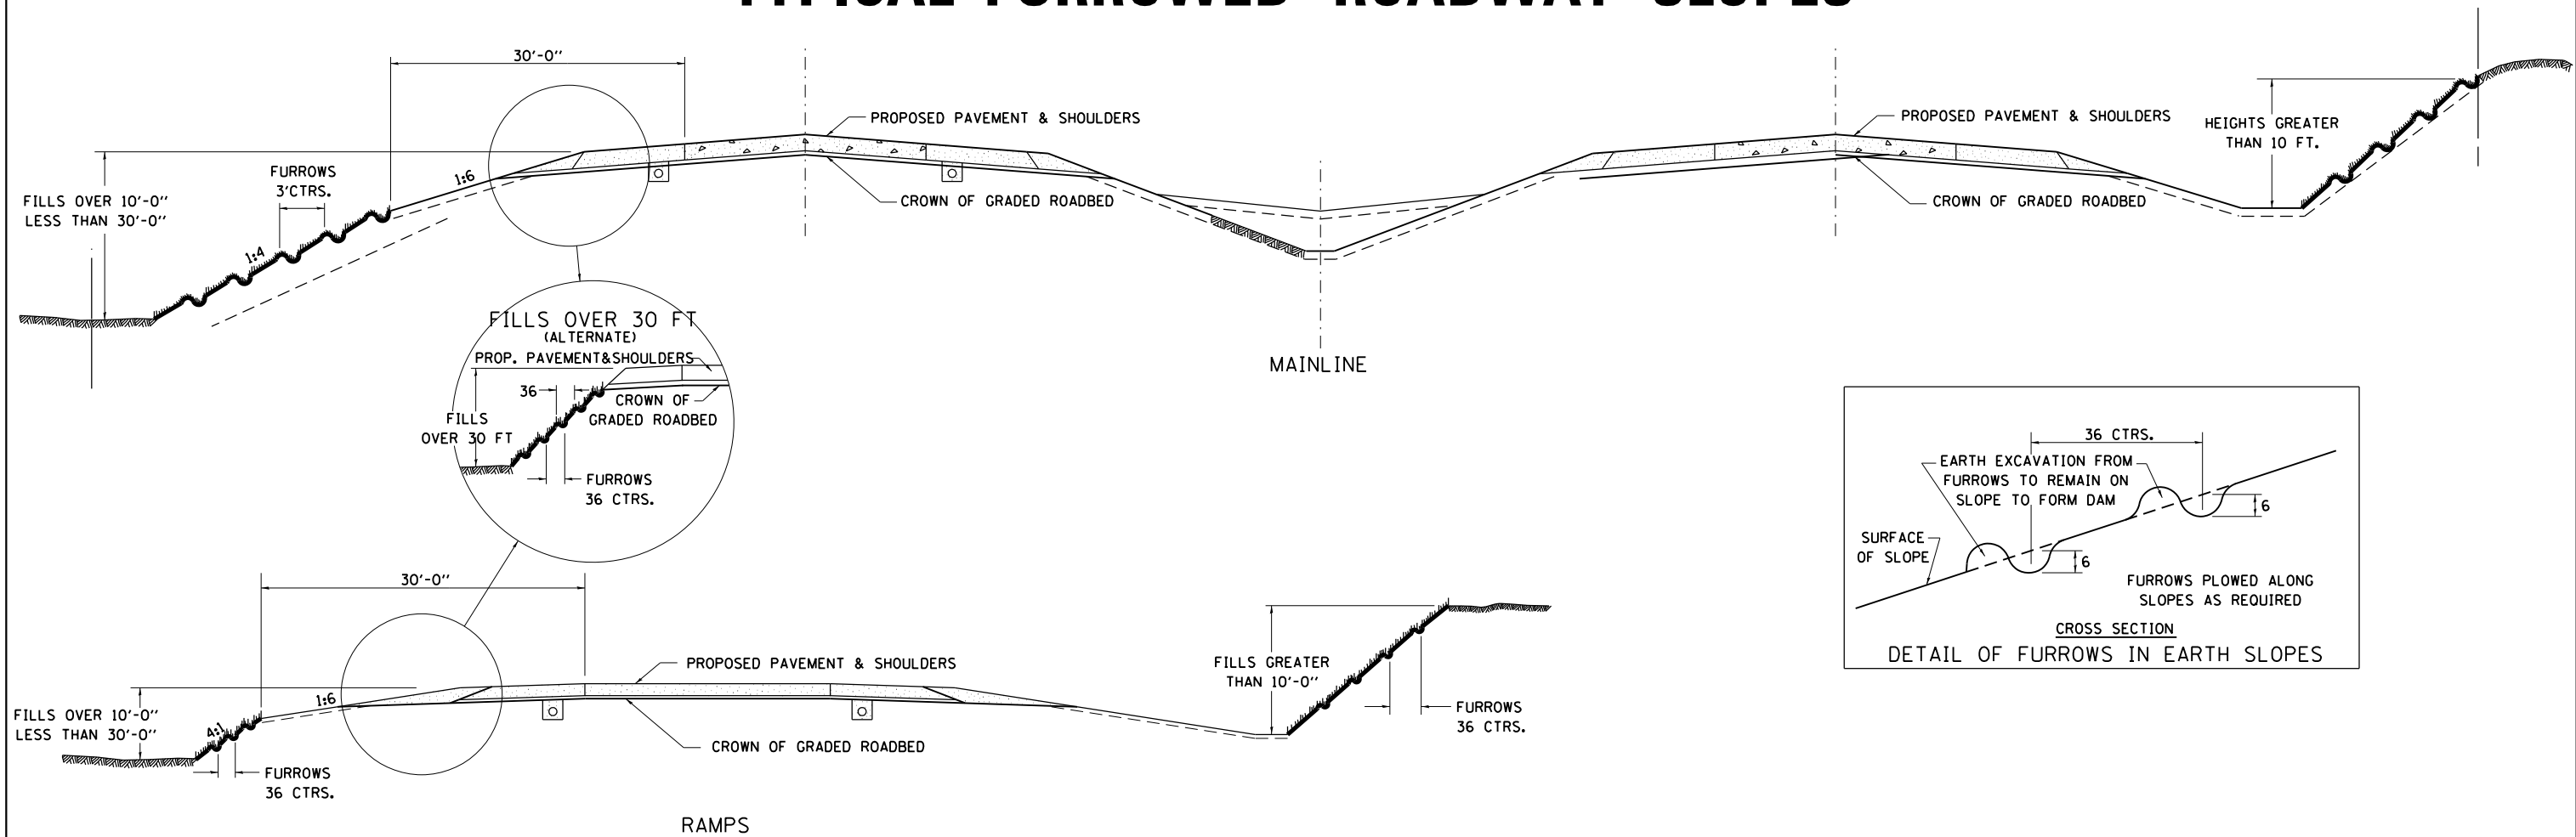 TYPICAL FURROWED ROADWAY SLOPES
30'-0"
PROPOSED PAVEMENT & SHOULDERS
PROPOSED PAVEMENT & SHOULDERS
HEIGHTS GREATER
THAN 10 FT.
FURROWS
3'CTRS.
1:6
FILLS OVER 10'-0"
LESS THAN 30'-0"
CROWN OF GRADED ROADBED
CROWN OF GRADED ROADBED
1:4
MAINLINE
FILLS OVER 30 FT
(ALTERNATE)
PROP. PAVEMENT&SHOULDERS
36
CROWN OF
GRADED ROADBED
FILLS
OVER 30 FT
FURROWS
36 CTRS.
36 CTRS.
EARTH EXCAVATION FROM
FURROWS TO REMAIN ON
SLOPE TO FORM DAM
6
SURFACE
OF SLOPE
6
FURROWS PLOWED ALONG
SLOPES AS REQUIRED
CROSS SECTION
DETAIL OF FURROWS IN EARTH SLOPES
30'-0"
PROPOSED PAVEMENT & SHOULDERS
FILLS GREATER
THAN 10'-0"
1:6
FILLS OVER 10'-0"
LESS THAN 30'-0"
4:1
FURROWS
36 CTRS.
CROWN OF GRADED ROADBED
FURROWS
36 CTRS.
RAMPS